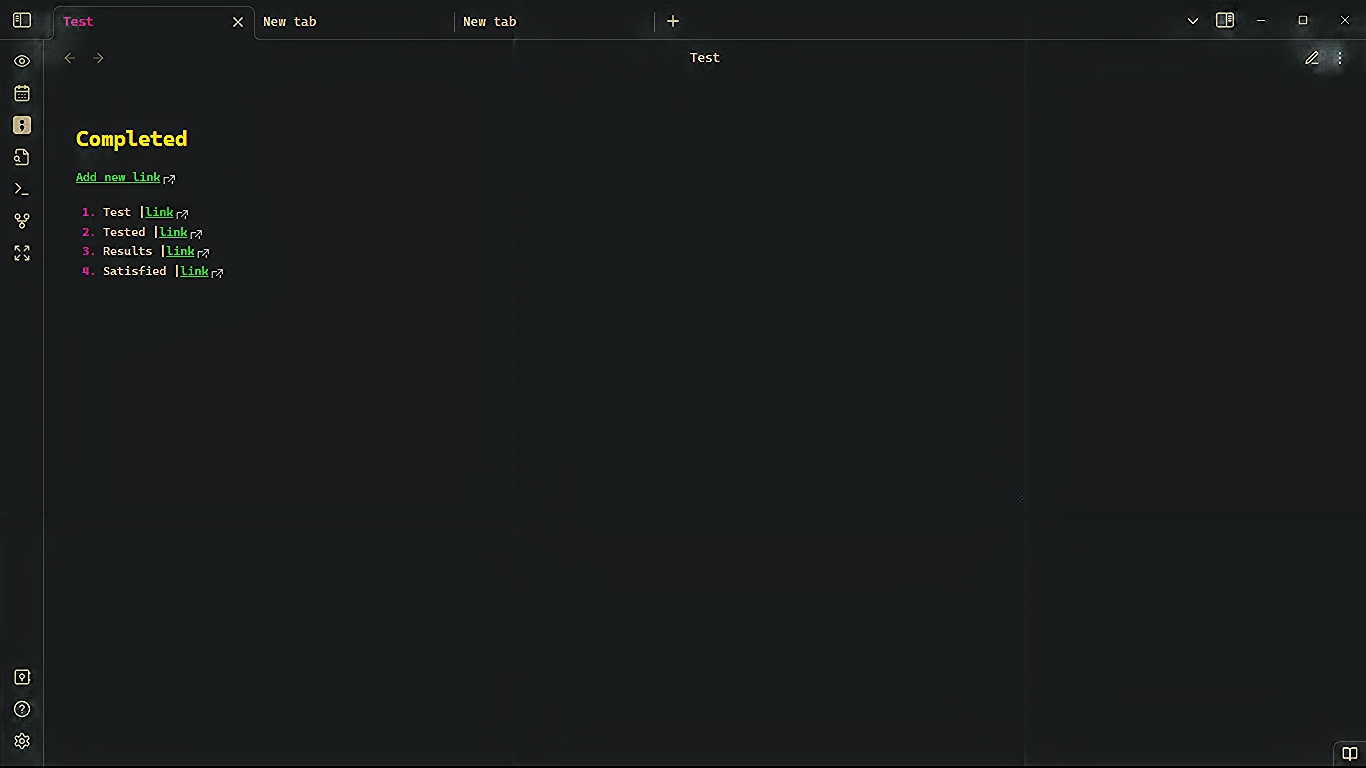 Test
New tab
New tab
Test
Completed
Add new link
1. Test |link
2. Tested |link
3. Results |link
4. Satisfied |link